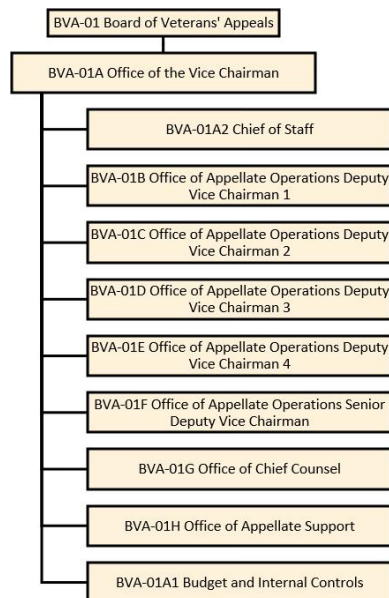 BVA-01 Board of Veterans' Appeals
BVA-01A Office of the Vice Chairman
BVA-01A2 Chief of Staff
BVA-01B Office of Appellate Operations Deputy
Vice Chairman 1
BVA-01C Office of Appellate Operations Deputy
Vice Chairman 2
BVA-01D Office of Appellate Operations Deputy
Vice Chairman 3
BVA-01E Office of Appellate Operations Deputy
Vice Chairman 4
BVA-01F Office of Appellate Operations Senior
Deputy Vice Chairman
BVA-01G Office of Chief Counsel
BVA-01H Office of Appellate Support
BVA-01A1 Budget and Internal Controls